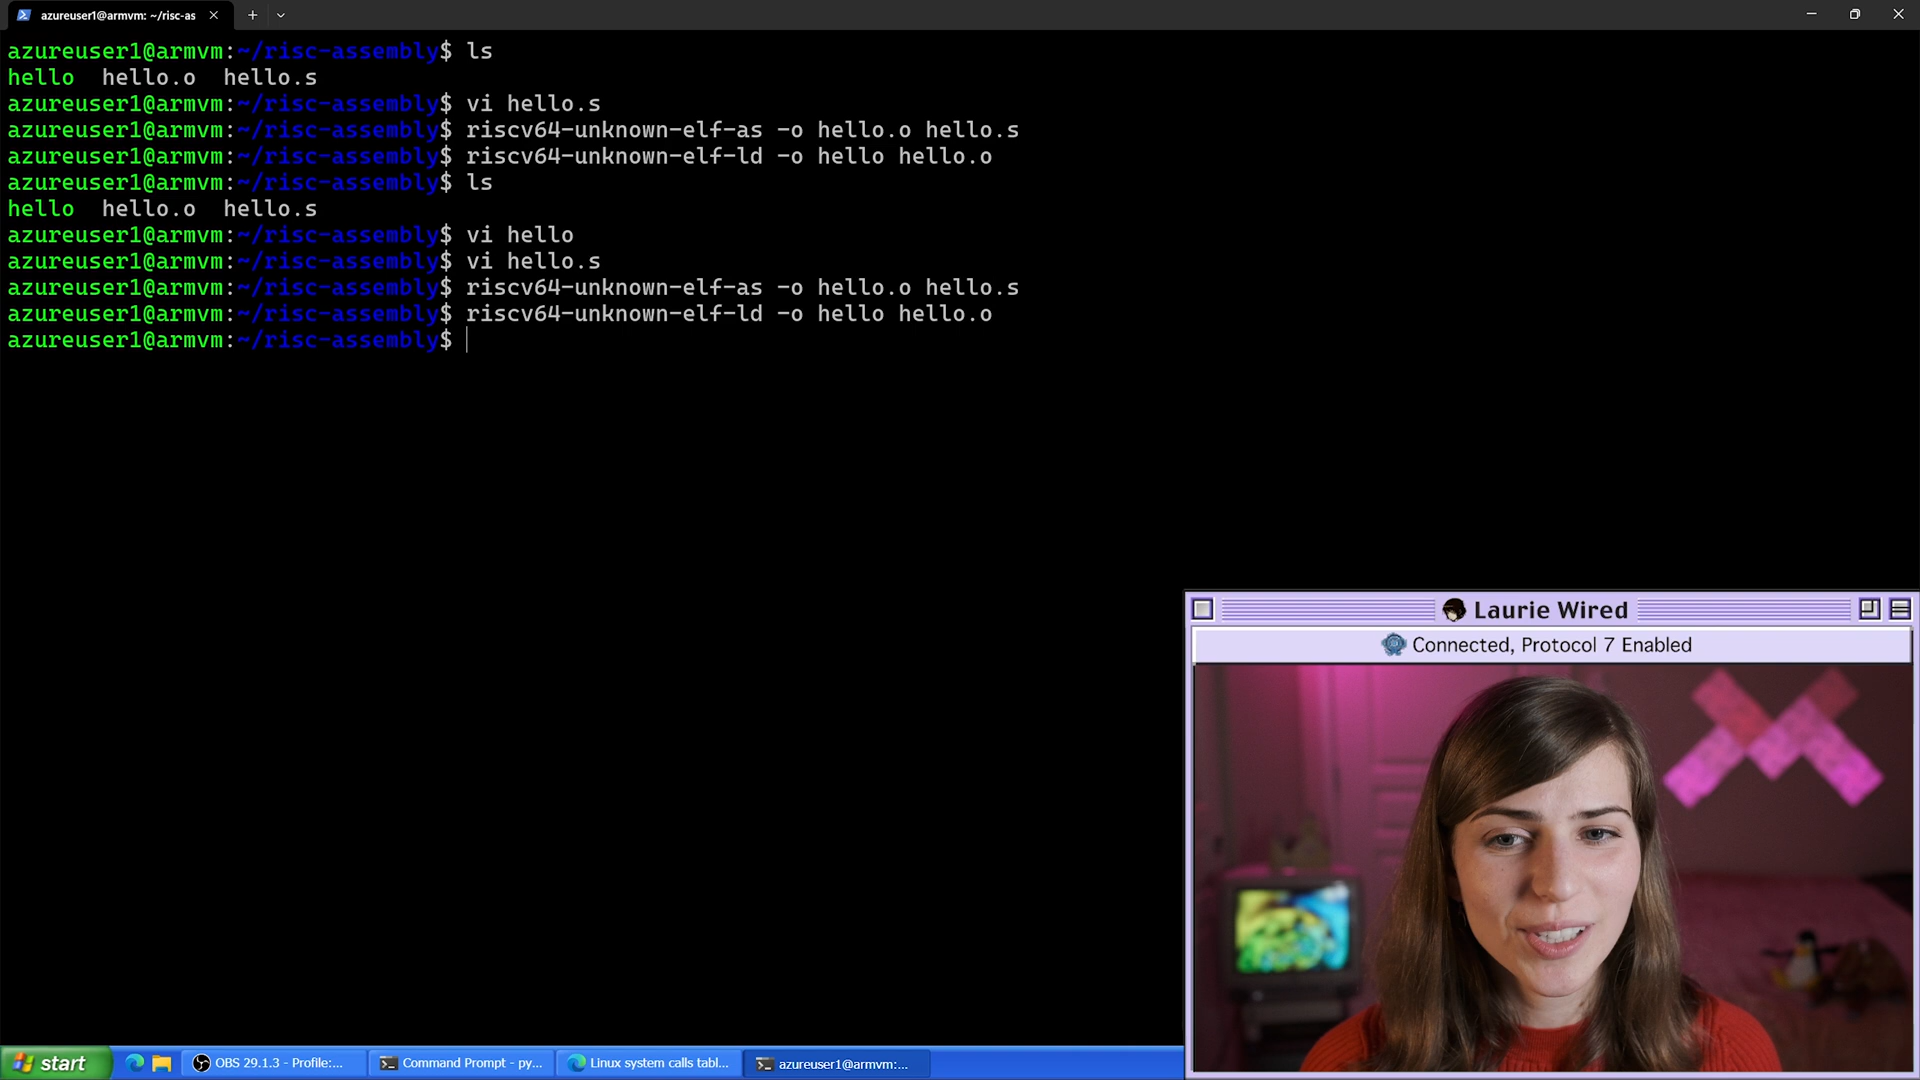 azureuser1@armvm: ~/risc-as
azureuser1@armvm:~/risc-assembly$ ls
hello hello.o hello.s
azureuser1@armvm:~/risc-assembly$ vi hello.s
azureuser1@armvm:~/risc-assembly$ riscv64-unknown-elf-as -o hello.o hello.s
azureuser1@armvm:~/risc-assembly$ riscv64-unknown-elf-ld -o hello hello.o
azureuser1@armvm:~/risc-assembly$ ls
hello hello.o hello.s
azureuser1@armvm:~/risc-assembly$ vi hello
azureuser1@armvm:~/risc-assembly$ vi hello.s
azureuser1@armvm:~/risc-assembly$ riscv64-unknown-elf-as -o hello.o hello.s
azureuser1@armvm:~/risc-assembly$ riscv64-unknown-elf-ld -o hello hello.o
azureuser1@armvm:~/risc-assembly$
Laurie Wired
Connected, Protocol 7 Enabled
start OBS 29.1.3 - Profile:... Command Prompt - py... Linux system calls tabl... azureuser1@armvm:...